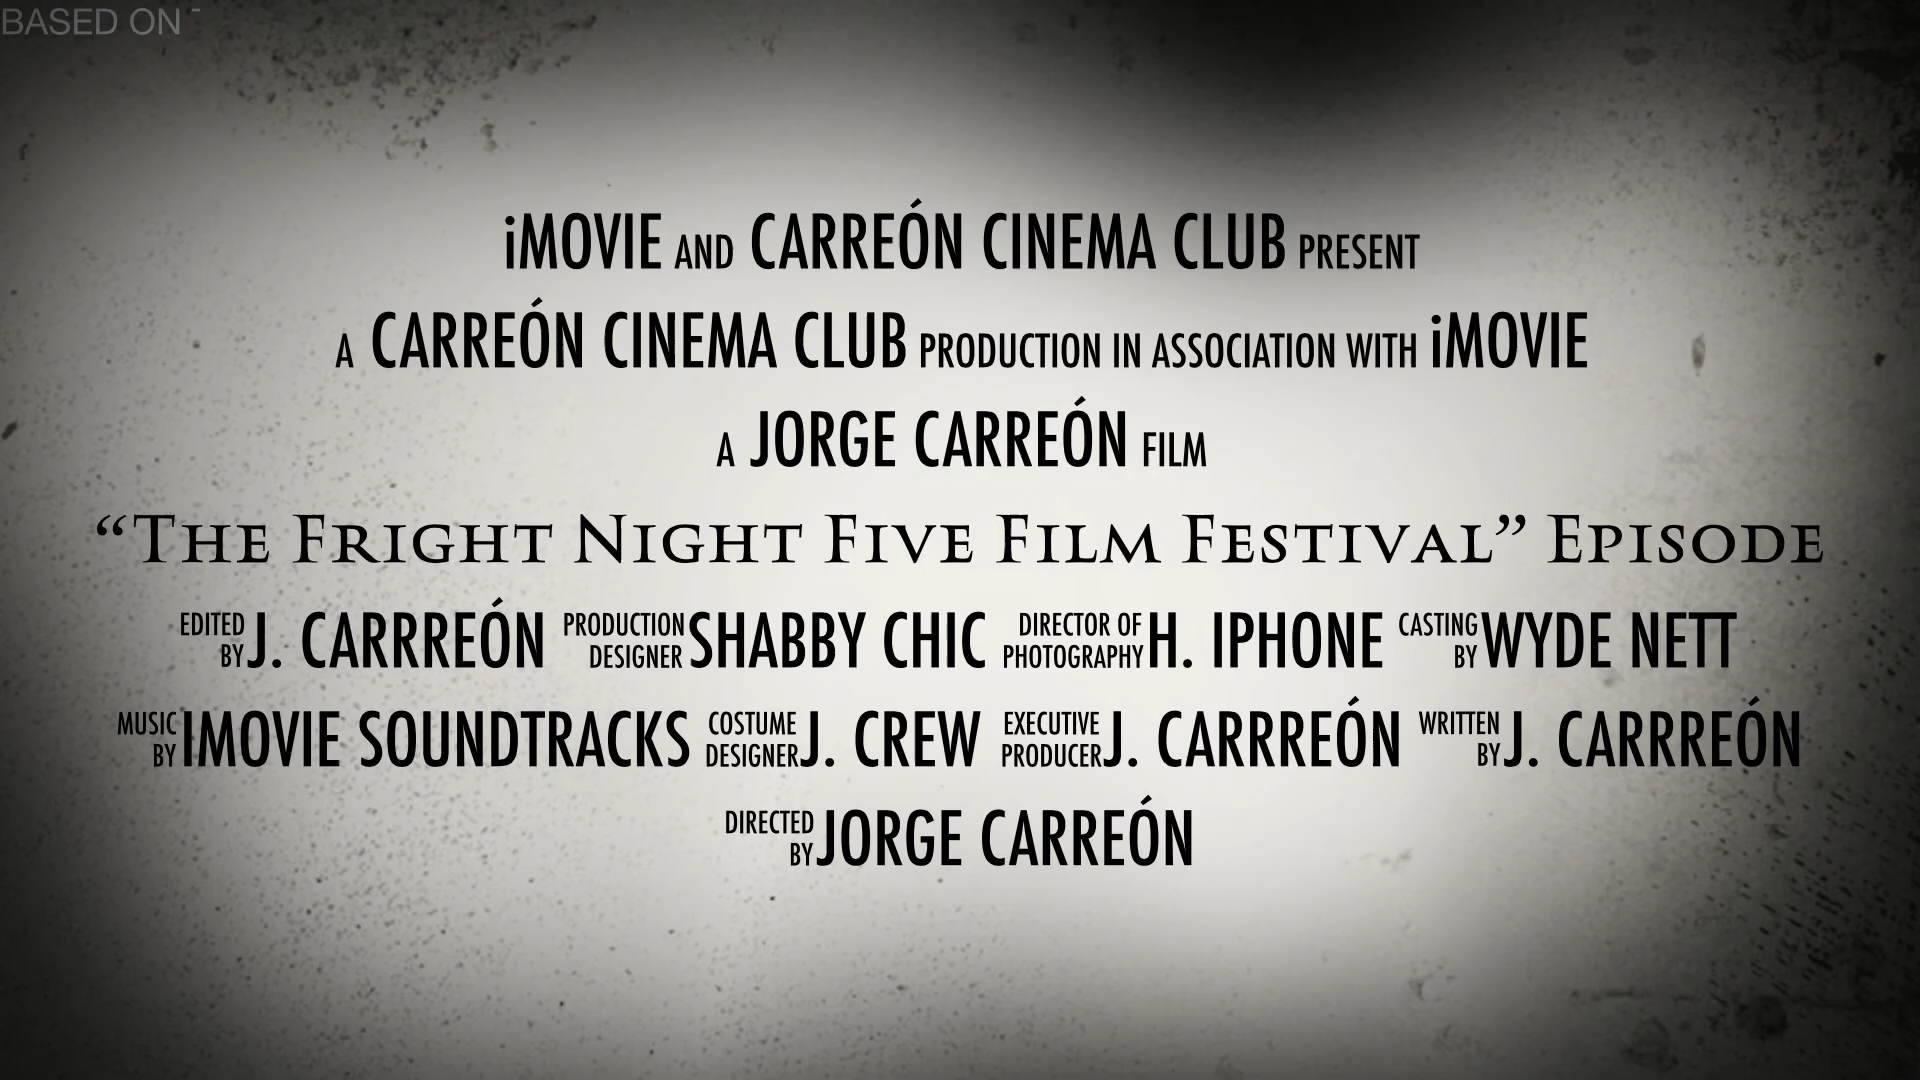 BASED ON
iMOVIE AND CARREÓN CINEMA CLUB PRESENT
A CARREÓN CINEMA CLUB PRODUCTION IN ASSOCIATION WITH iMOVIE
A JORGE CARREÓN FILM
“The Fright Night Five Film Festival” Episode
EDITED BY J. CARRREÓN PRODUCTION DESIGNER SHABBY CHIC DIRECTOR OF PHOTOGRAPHY H. IPHONE CASTING BY WYDE NETT
MUSIC BY IMOVIE SOUNDTRACKS COSTUME DESIGNER J. CREW EXECUTIVE PRODUCER J. CARRREÓN WRITTEN BY J. CARRREÓN
DIRECTED BY JORGE CARREÓN